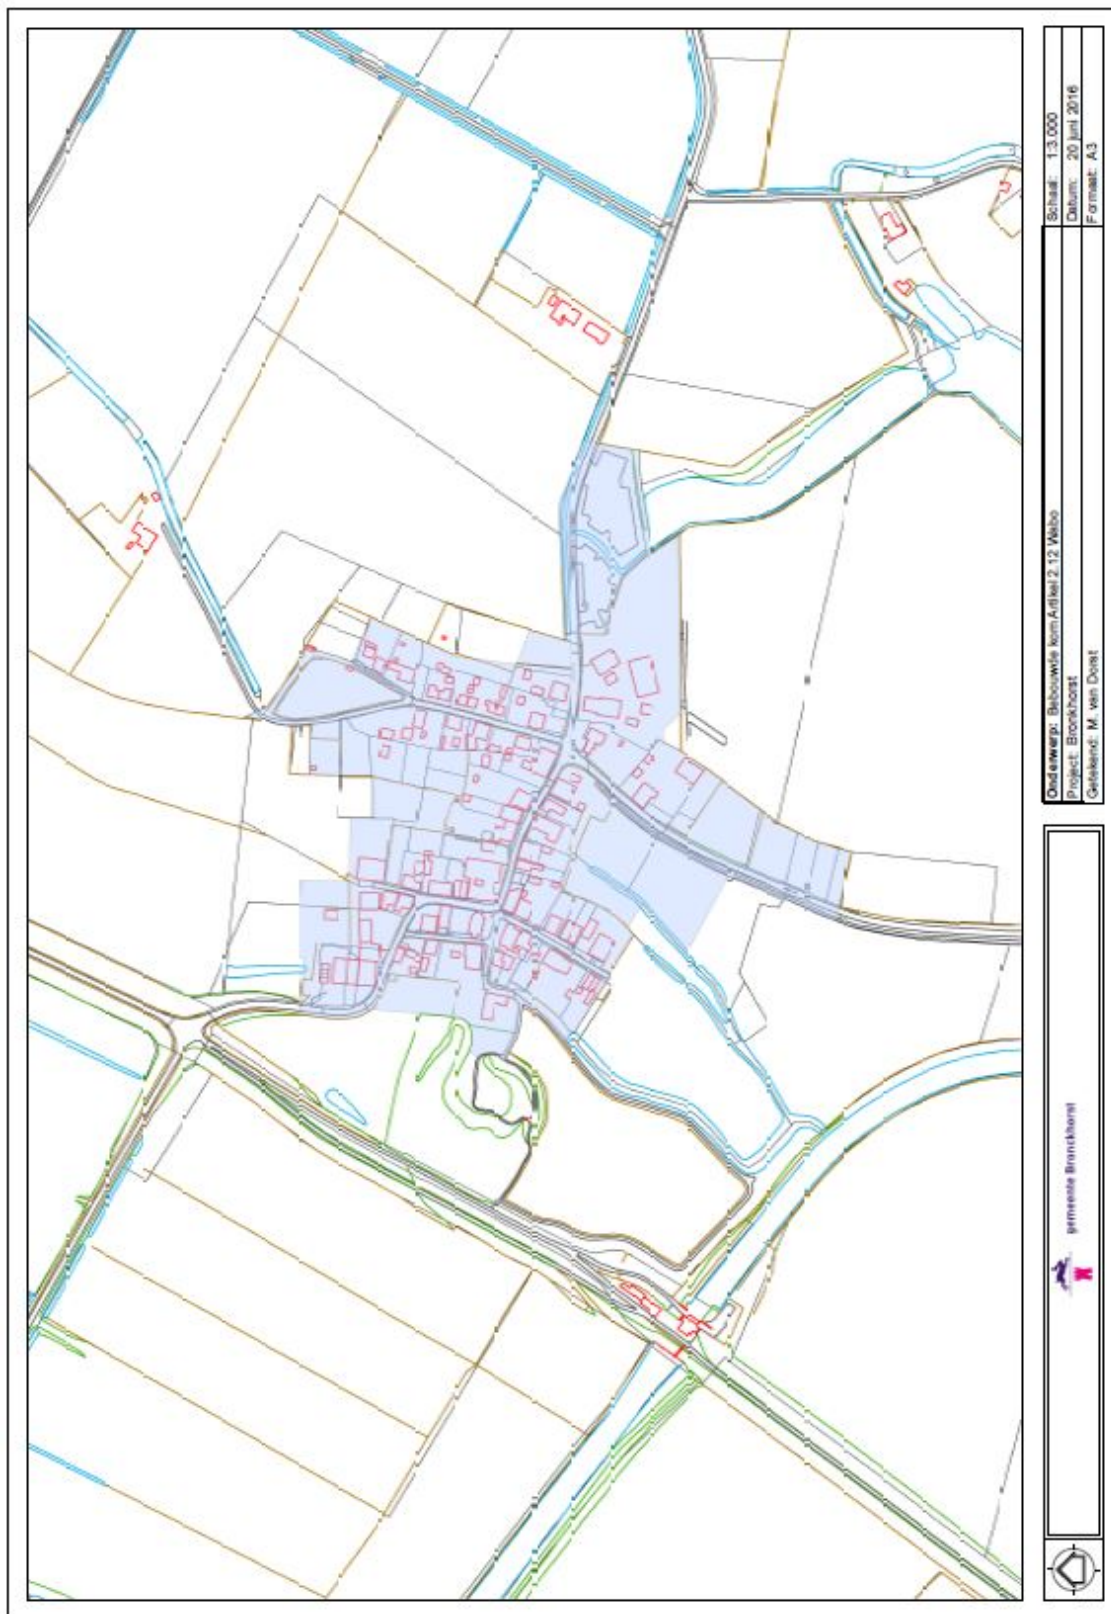 gemeente Bronckhorst
Onderwerp: Bebouwde kom Artikel 2.12 Wabo
Project: Bronkhorst
Getekend: M. van Dorst
Schaal: 1:3.000
Datum: 20 juni 2016
Formaat: A3